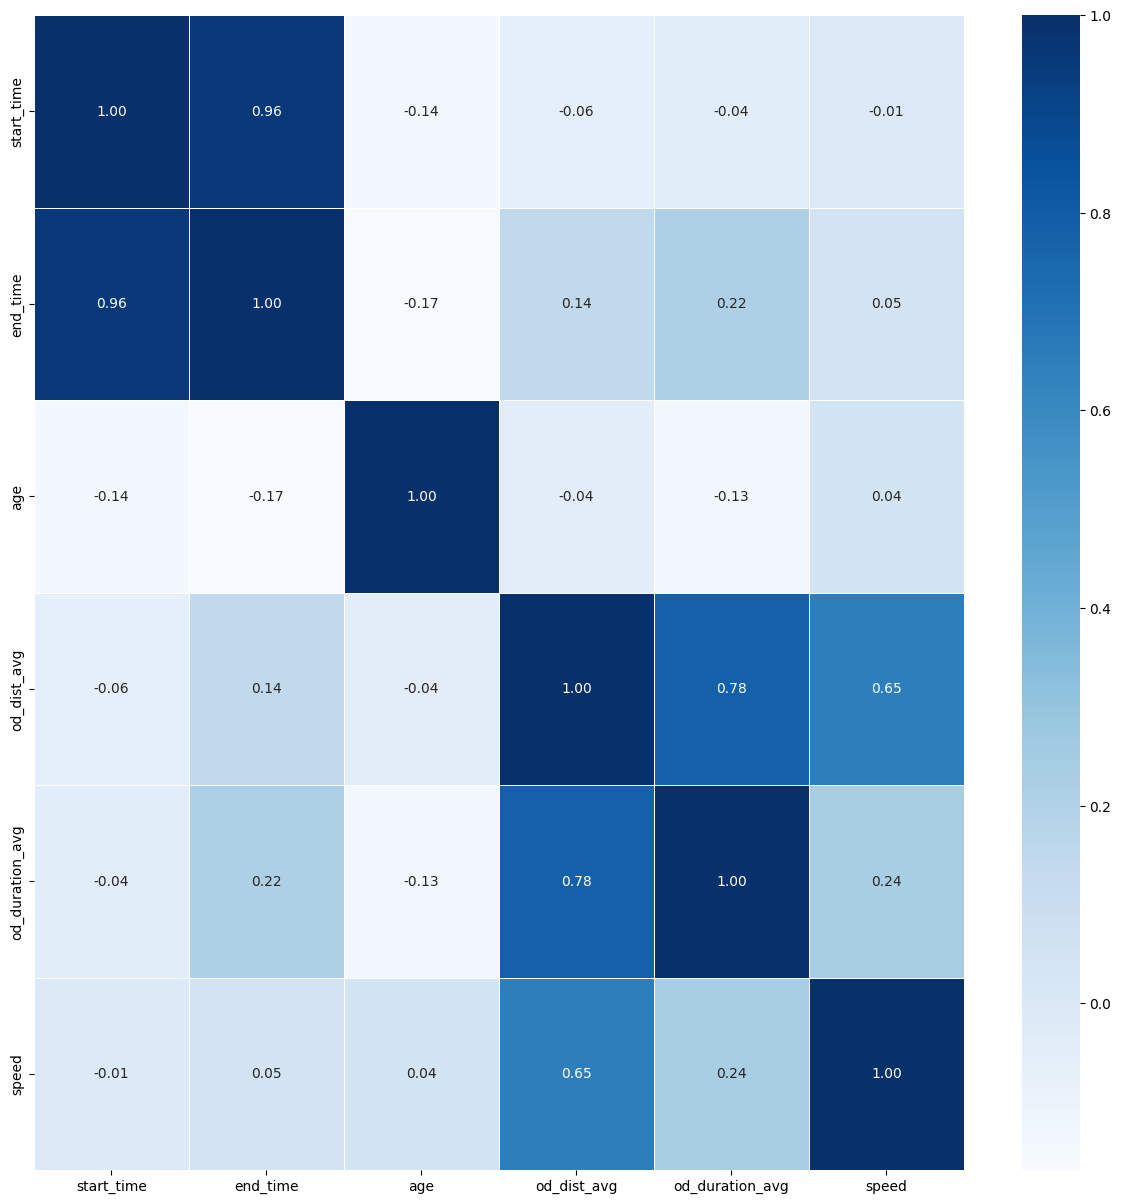 start_time 1.00 0.96 -0.14 -0.06 -0.04 -0.01
end_time 0.96 1.00 -0.17 0.14 0.22 0.05
age -0.14 -0.17 1.00 -0.04 -0.13 0.04
od_dist_avg -0.06 0.14 -0.04 1.00 0.78 0.65
od_duration_avg -0.04 0.22 -0.13 0.78 1.00 0.24
speed -0.01 0.05 0.04 0.65 0.24 1.00
start_time end_time age od_dist_avg od_duration_avg speed
1.0
0.8
0.6
0.4
0.2
0.0